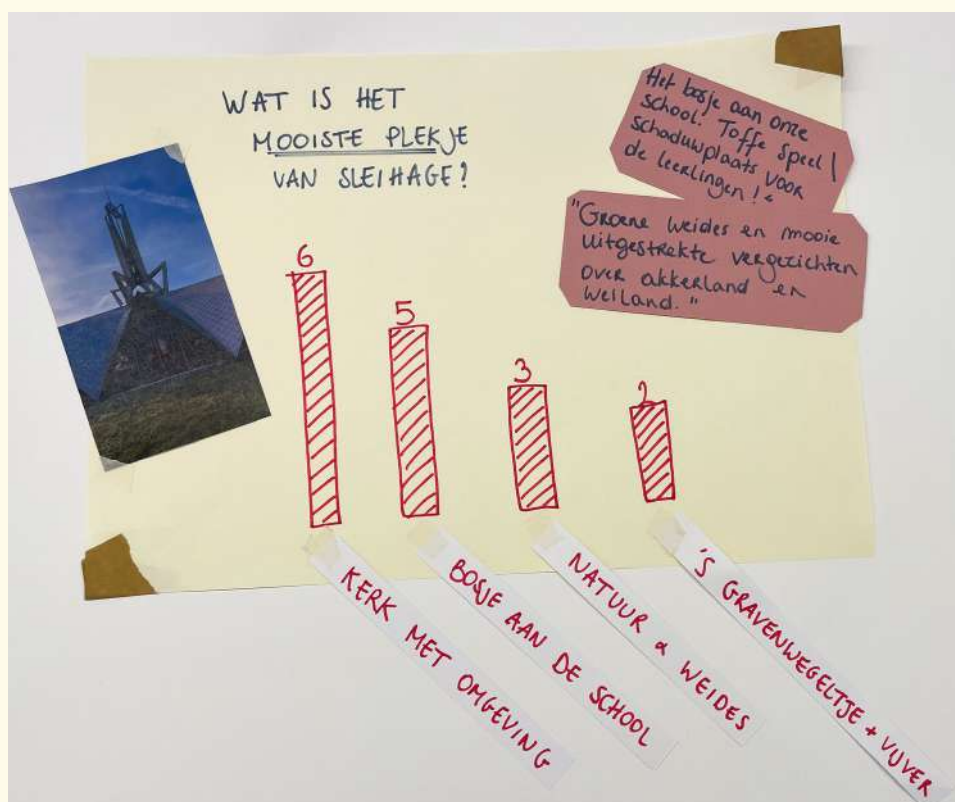 WAT IS HET
MOOISTE PLEKJE
VAN SLEIHAGE?
Het bosje aan onze
school. Toffe speel/
schaduwplaats voor
de leerlingen!"
"Groene weides en mooie
uitgestrekte vergezichten
over akkerland en
weiland."
6
5
3
2
KERK MET OMGEVING
BOSJE AAN DE SCHOOL
NATUUR & WEIDES
'S GRAVENWEGELTJE + VIJVER